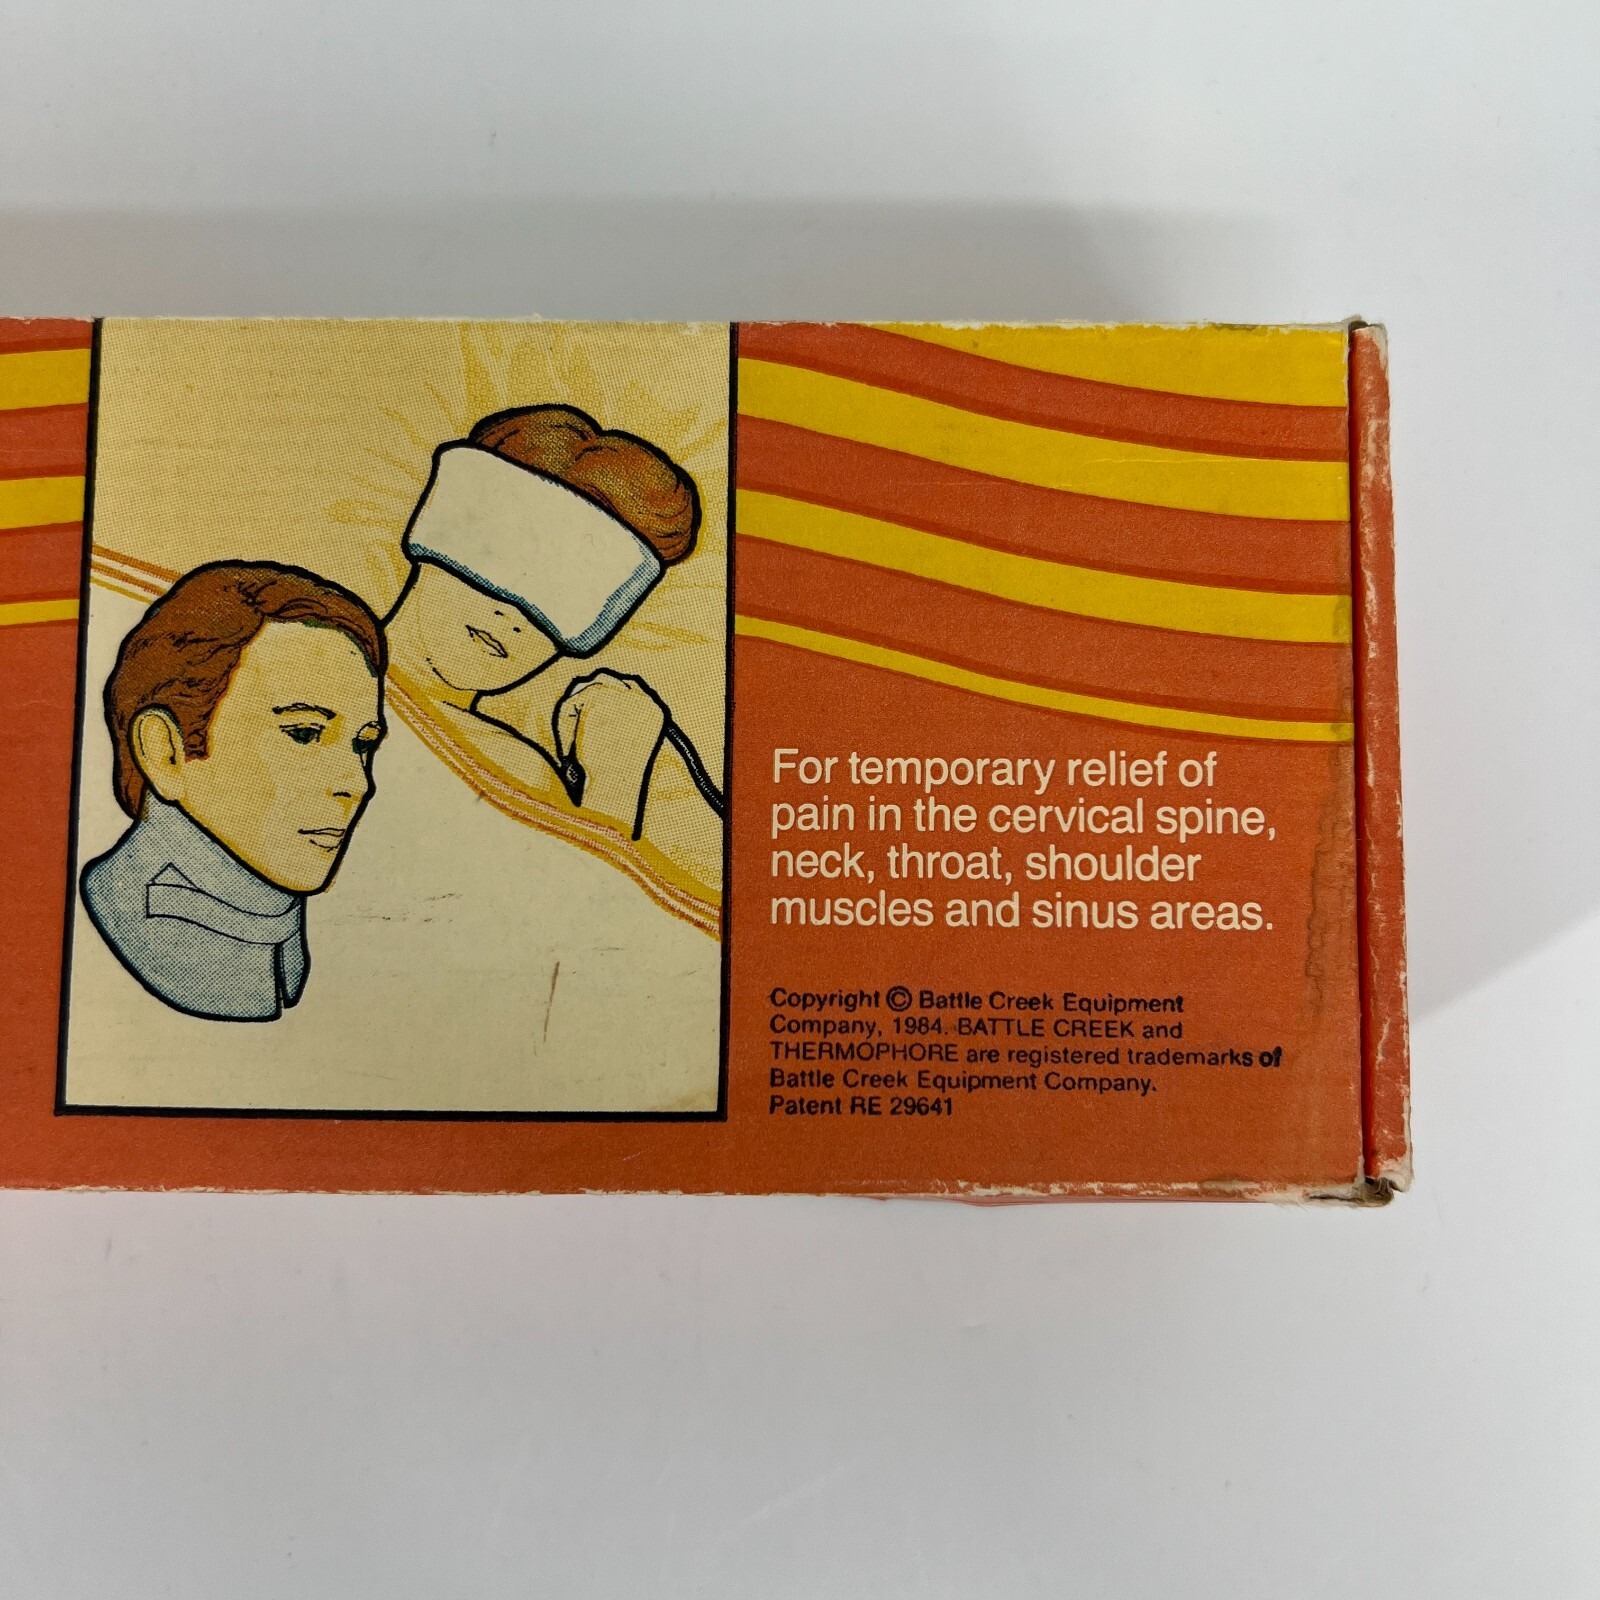 For temporary relief of
pain in the cervical spine,
neck, throat, shoulder
muscles and sinus areas.
Copyright © Battle Creek Equipment
Company, 1984. BATTLE CREEK and
THERMOPHORE are registered trademarks of
Battle Creek Equipment Company.
Patent RE 29641